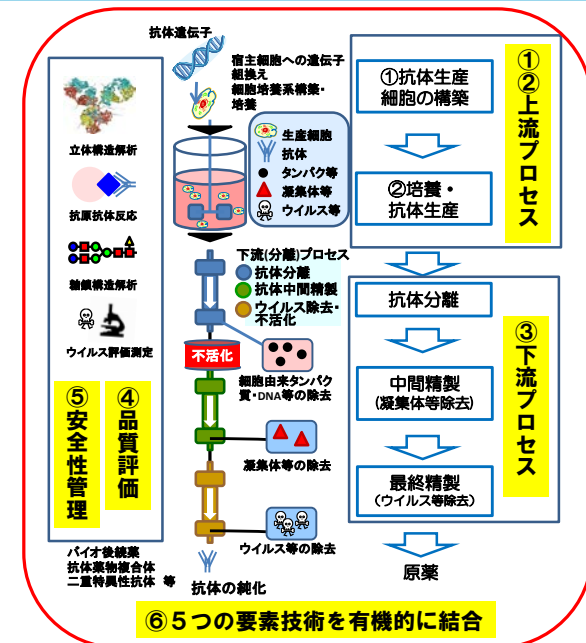 抗体遺伝子
宿主細胞への遺伝子
組換え
細胞培養系構築・
培養
生産細胞
抗体
タンパク等
凝集体等
ウイルス等
下流(分離)プロセス
抗体分離
抗体中間精製
ウイルス除去・
不活化
不活化
細胞由来タンパク
質・DNA等の除去
凝集体等の除去
ウイルス等の除去
抗体の純化
立体構造解析
抗原抗体反応
糖鎖構造解析
ウイルス評価測定
④品質評価
⑤安全性管理
バイオ後続薬
抗体薬物複合体
二重特異性抗体 等
①抗体生産
細胞の構築
②培養・
抗体生産
①②上流プロセス
抗体分離
中間精製
(凝集体等除去)
最終精製
(ウイルス等除去)
③下流プロセス
原薬
⑥5つの要素技術を有機的に結合